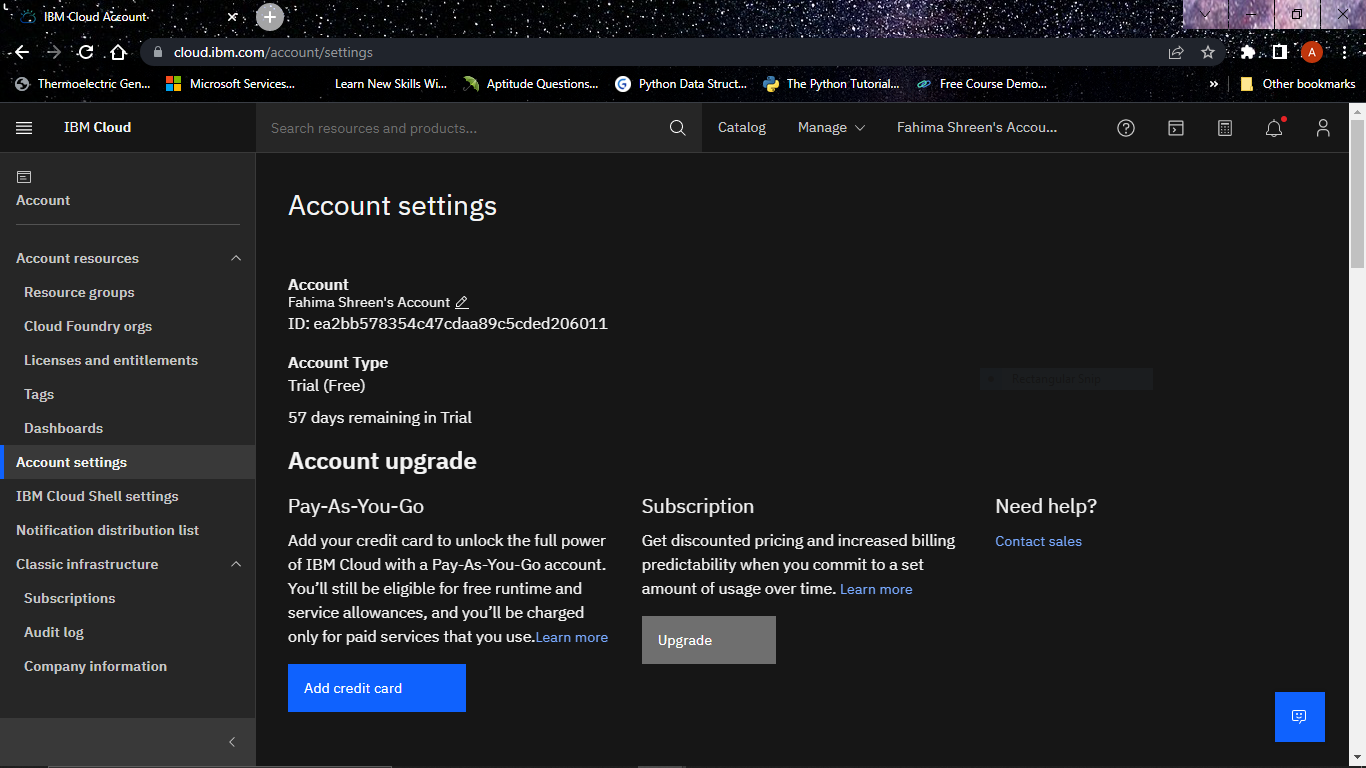 IBM Cloud Account
cloud.ibm.com/account/settings
A
Thermoelectric Gen...
Microsoft Services...
Learn New Skills Wi...
Aptitude Questions...
Python Data Struct...
The Python Tutorial...
Free Course Demo...
»
Other bookmarks
IBM Cloud
Search resources and products...
Catalog
Manage
Fahima Shreen's Accou...
Account
Account resources
Resource groups
Cloud Foundry orgs
Licenses and entitlements
Tags
Dashboards
Account settings
IBM Cloud Shell settings
Notification distribution list
Classic infrastructure
Subscriptions
Audit log
Company information
Account settings
Account
Fahima Shreen's Account
ID: ea2bb578354c47cdaa89c5cded206011
Account Type
Trial (Free)
57 days remaining in Trial
Rectangular Snip
Account upgrade
Pay-As-You-Go
Add your credit card to unlock the full power
of IBM Cloud with a Pay-As-You-Go account.
You’ll still be eligible for free runtime and
service allowances, and you’ll be charged
only for paid services that you use.Learn more
Add credit card
Subscription
Get discounted pricing and increased billing
predictability when you commit to a set
amount of usage over time. Learn more
Upgrade
Need help?
Contact sales